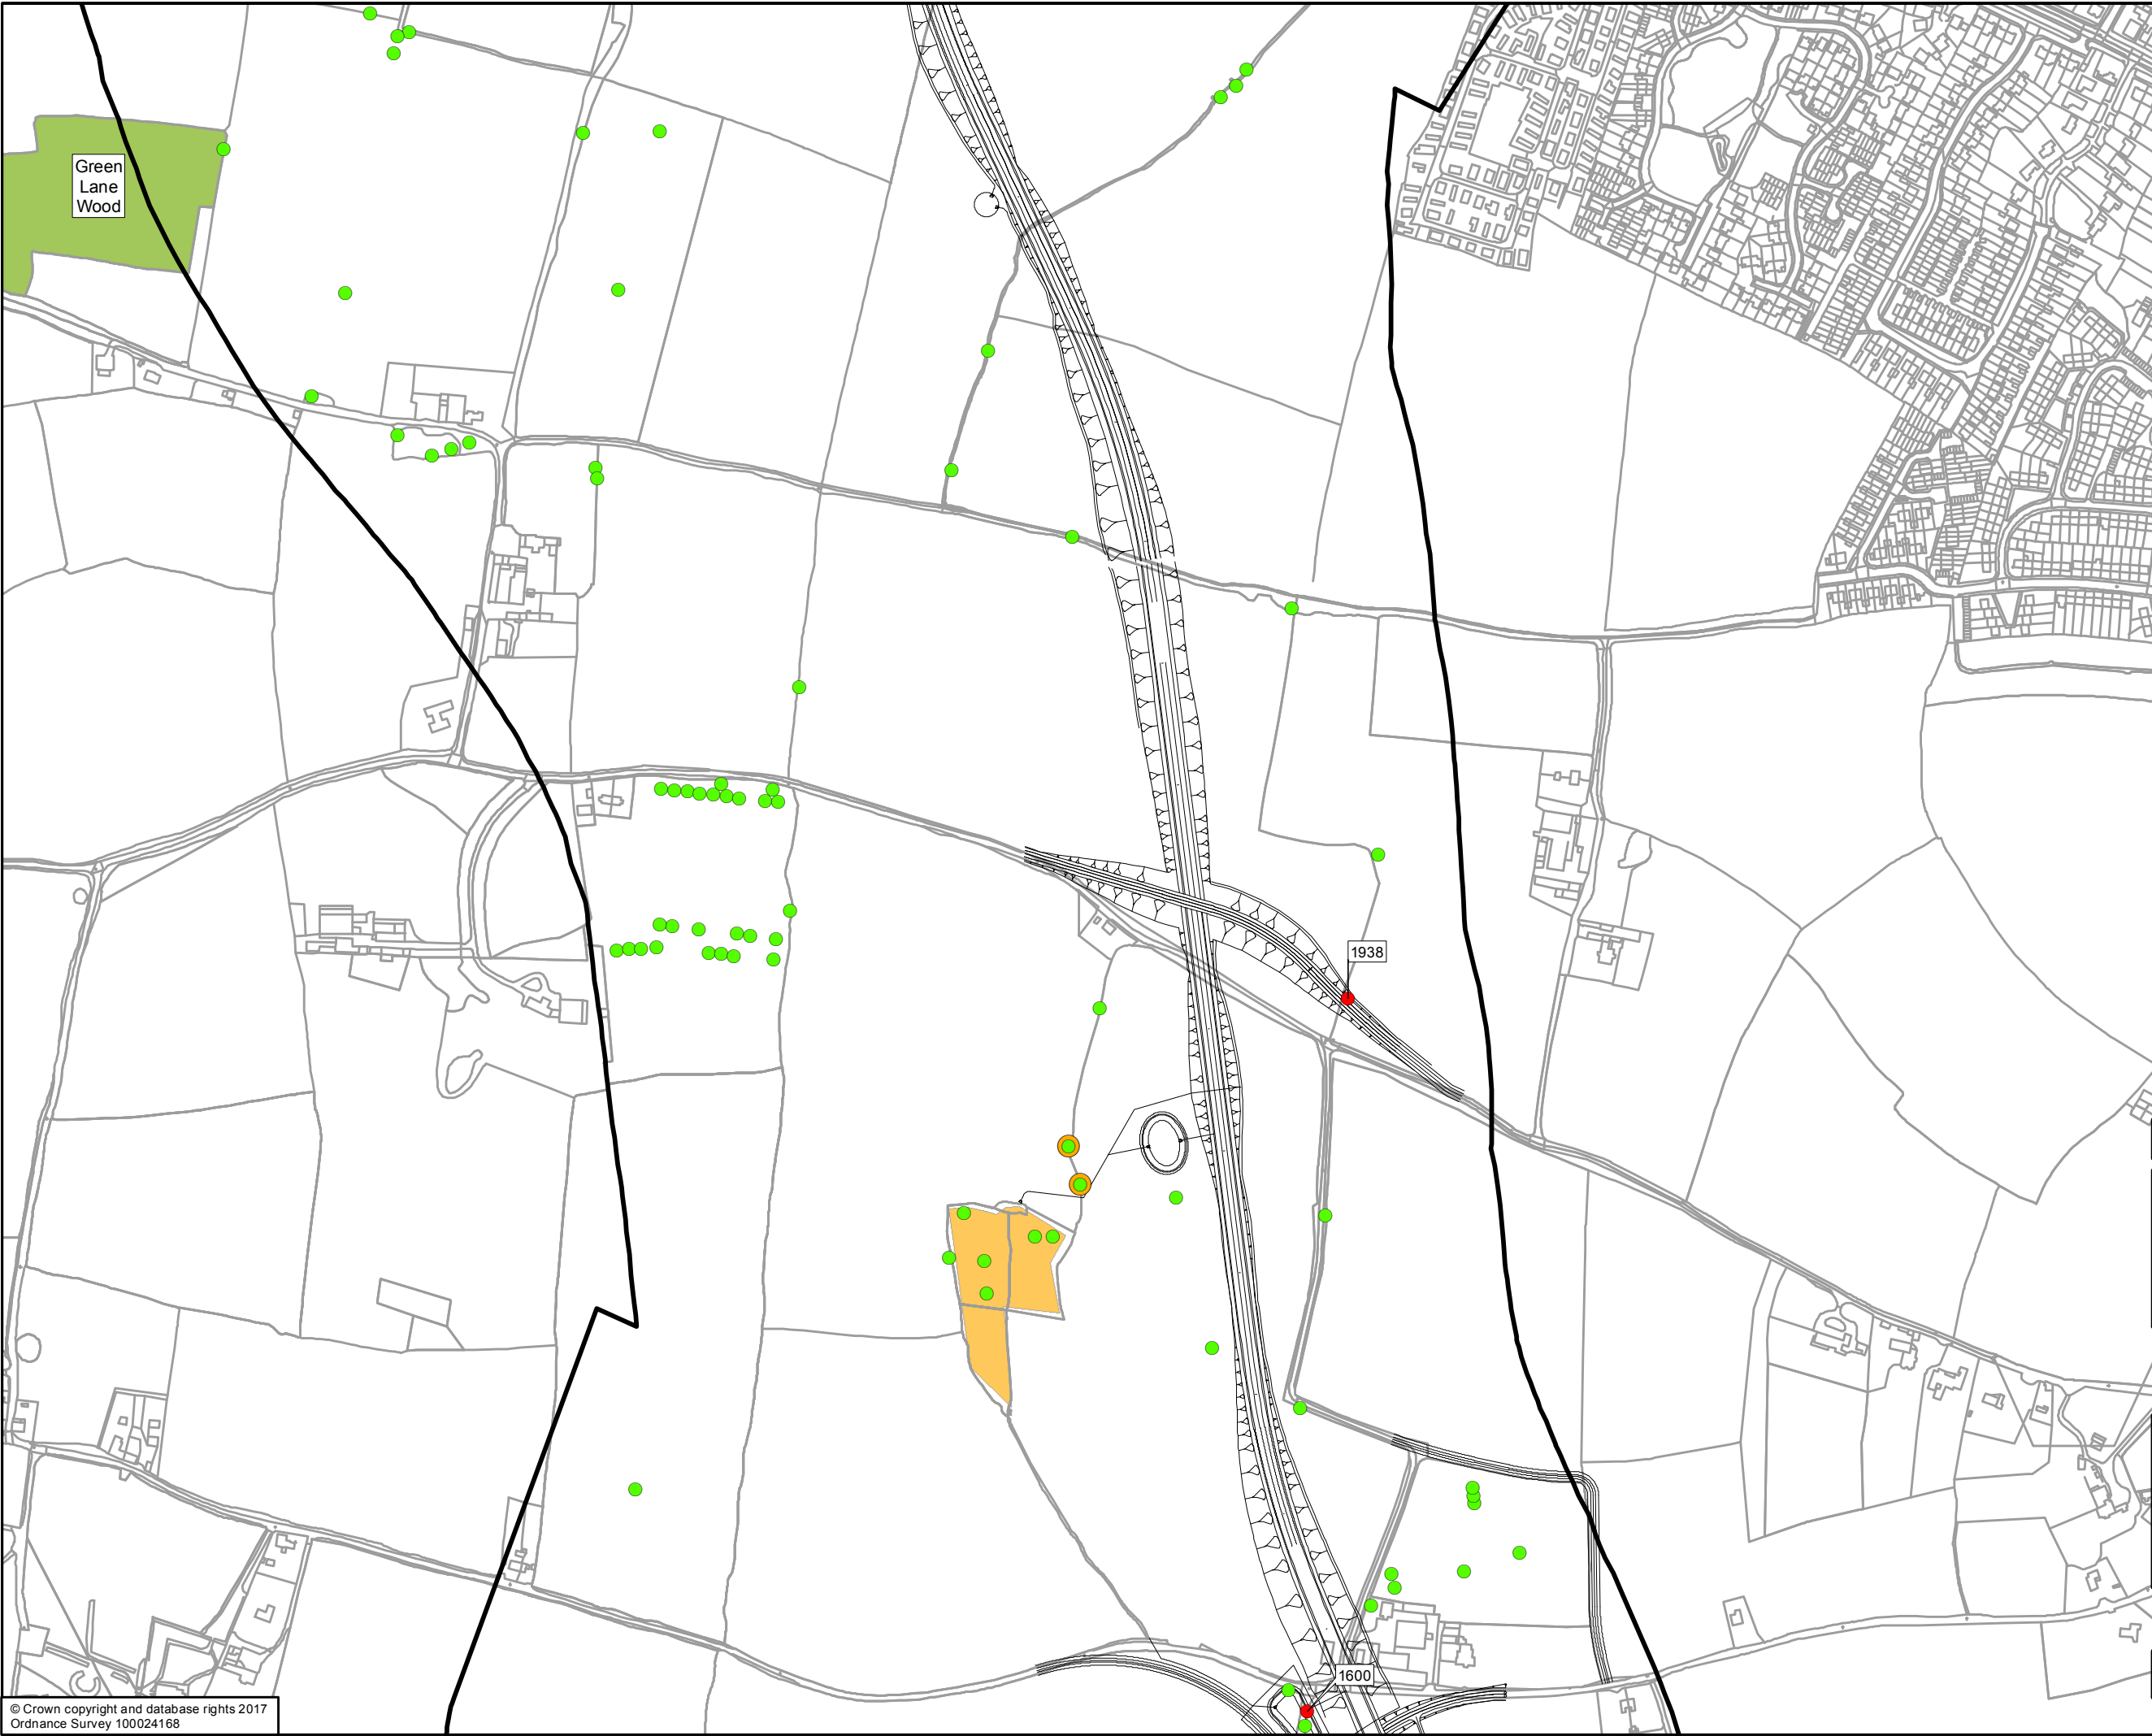 Green
Lane
Wood
1938
1600
© Crown copyright and database rights 2017
Ordnance Survey 100024168